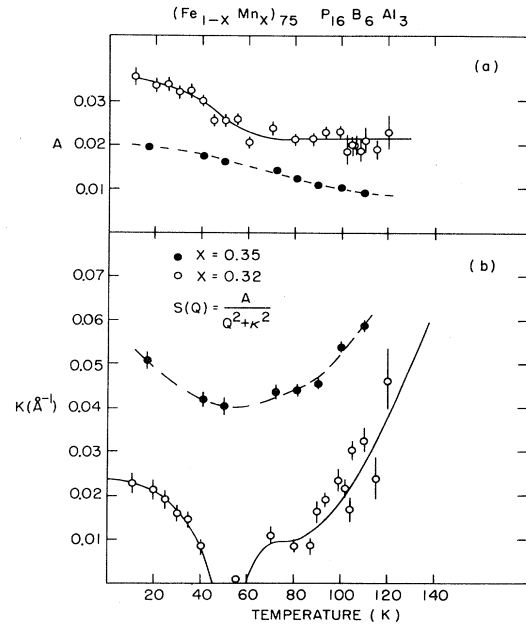 (Fe1-X MnX)75 P16 B6 Al3
(a)
0.03
A 0.02
0.01
(b)
0.07
● X = 0.35
○ X = 0.32
0.06
S(Q) = A / Q²+κ²
0.05
K(Å⁻¹) 0.04
0.03
0.02
0.01
20 40 60 80 100 120 140
TEMPERATURE (K)